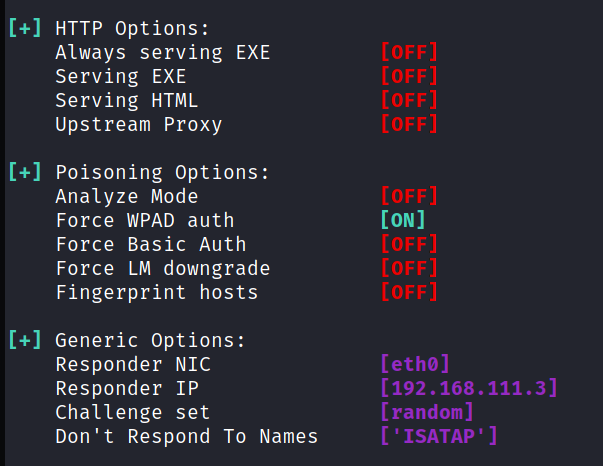 [+] HTTP Options:
Always serving EXE [OFF]
Serving EXE [OFF]
Serving HTML [OFF]
Upstream Proxy [OFF]
[+] Poisoning Options:
Analyze Mode [OFF]
Force WPAD auth [ON]
Force Basic Auth [OFF]
Force LM downgrade [OFF]
Fingerprint hosts [OFF]
[+] Generic Options:
Responder NIC [eth0]
Responder IP [192.168.111.3]
Challenge set [random]
Don't Respond To Names ['ISATAP']